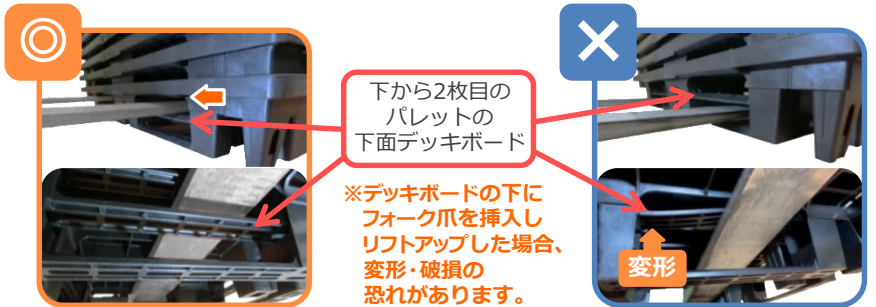 下から2枚目の
パレットの
下面デッキボード
※デッキボードの下に
フォーク爪を挿入し
リフトアップした場合、
変形・破損の
恐れがあります。
変形